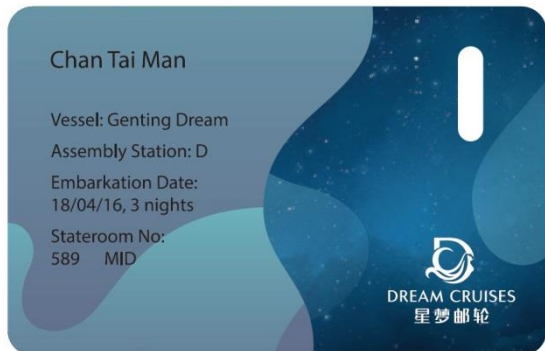 Chan Tai Man
Vessel: Genting Dream
Assembly Station: D
Embarkation Date:
18/04/16, 3 nights
Stateroom No:
589 MID
DREAM CRUISES
星梦邮轮